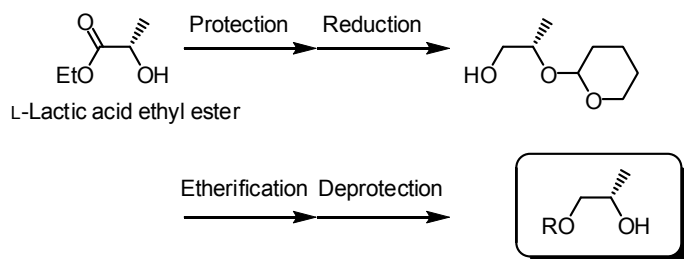 Protection Reduction
O
EtO OH
HO O
O
L-Lactic acid ethyl ester
Etherification Deprotection
RO OH